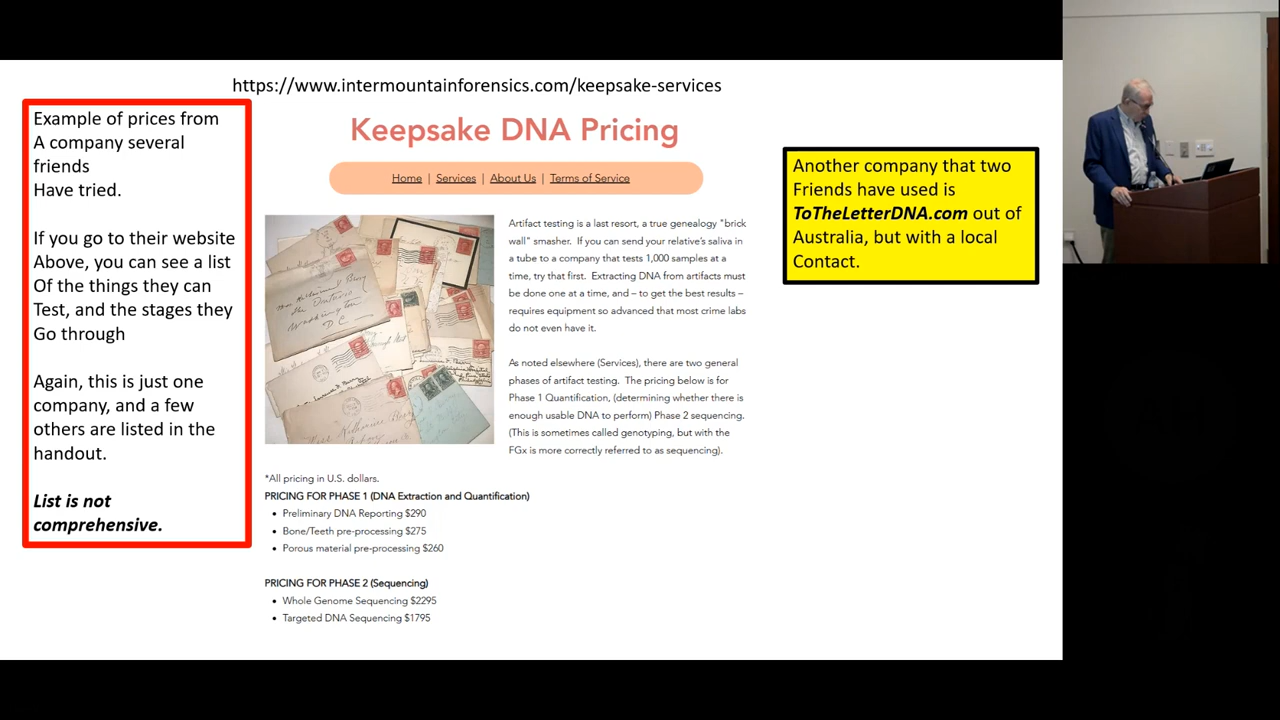 https://www.intermountainforensics.com/keepsake-services
Example of prices from
A company several
friends
Have tried.
If you go to their website
Above, you can see a list
Of the things they can
Test, and the stages they
Go through
Again, this is just one
company, and a few
others are listed in the
handout.
List is not
comprehensive.
Keepsake DNA Pricing
Home | Services | About Us | Terms of Service
Artifact testing is a last resort, a true genealogy "brick
wall" smasher. If you can send your relative's saliva in
a tube to a company that tests 1,000 samples at a
time, try that first. Extracting DNA from artifacts must
be done one at a time, and – to get the best results –
requires equipment so advanced that most crime labs
do not even have it.
As noted elsewhere (Services), there are two general
phases of artifact testing. The pricing below is for
Phase 1 Quantification, (determining whether there is
enough usable DNA to perform) Phase 2 sequencing.
(This is sometimes called genotyping, but with the
FGx is more correctly referred to as sequencing).
*All pricing in U.S. dollars.
PRICING FOR PHASE 1 (DNA Extraction and Quantification)
• Preliminary DNA Reporting $290
• Bone/Teeth pre-processing $275
• Porous material pre-processing $260
PRICING FOR PHASE 2 (Sequencing)
• Whole Genome Sequencing $2295
• Targeted DNA Sequencing $1795
Another company that two
Friends have used is
ToTheLetterDNA.com out of
Australia, but with a local
Contact.